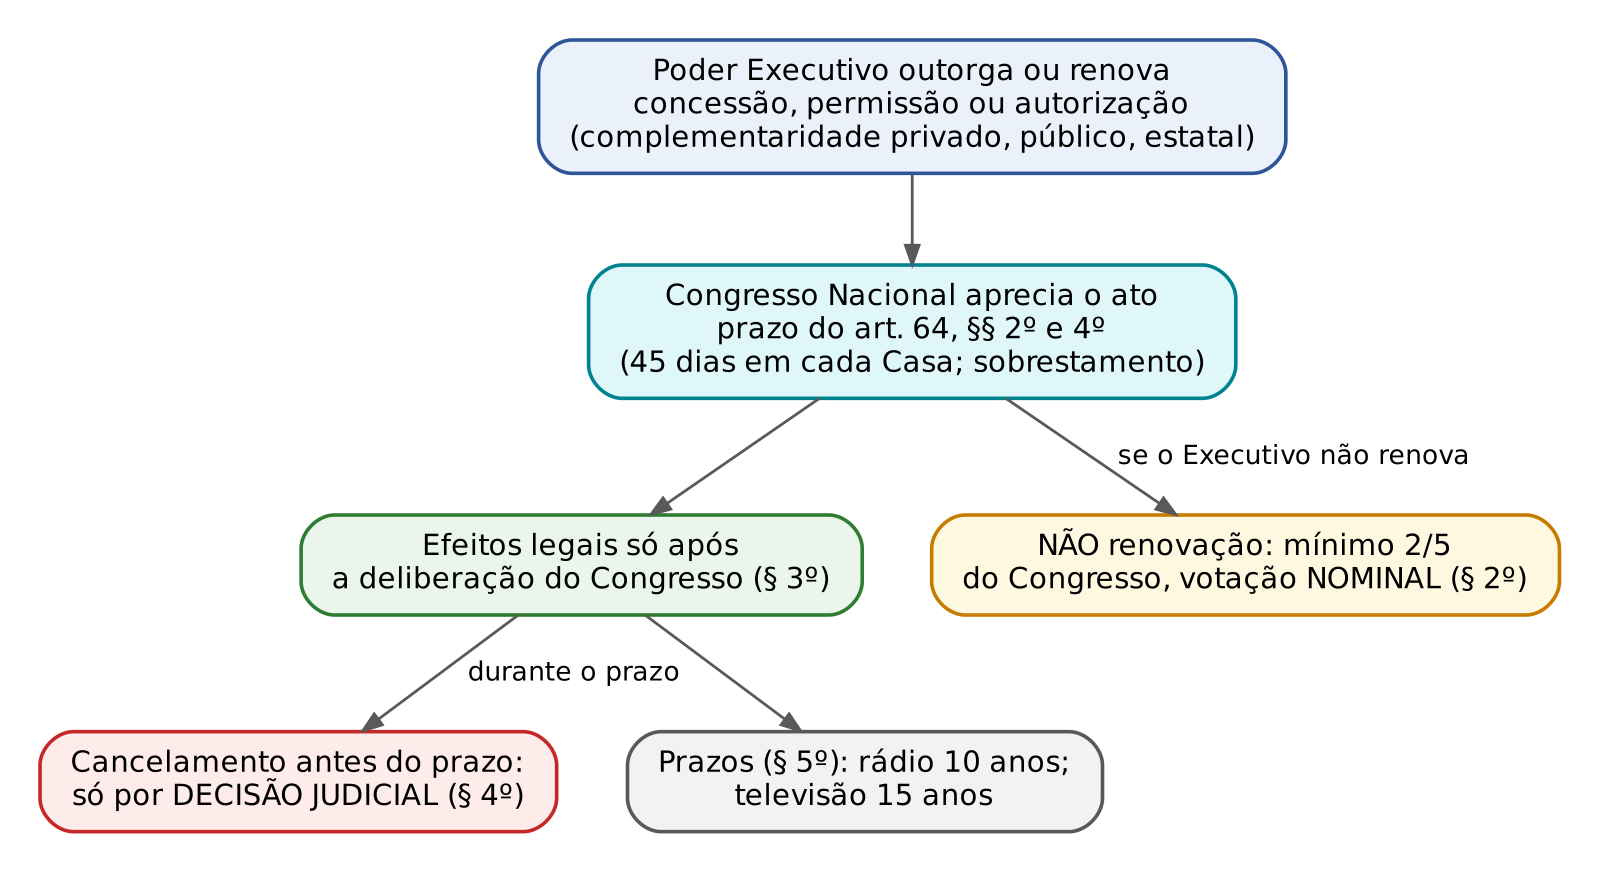 Poder Executivo outorga ou renova
concessão, permissão ou autorização
(complementaridade privado, público, estatal)
Congresso Nacional aprecia o ato
prazo do art. 64, §§ 2º e 4º
(45 dias em cada Casa; sobrestamento)
se o Executivo não renova
Efeitos legais só após
a deliberação do Congresso (§ 3º)
NÃO renovação: mínimo 2/5
do Congresso, votação NOMINAL (§ 2º)
durante o prazo
Cancelamento antes do prazo:
só por DECISÃO JUDICIAL (§ 4º)
Prazos (§ 5º): rádio 10 anos;
televisão 15 anos